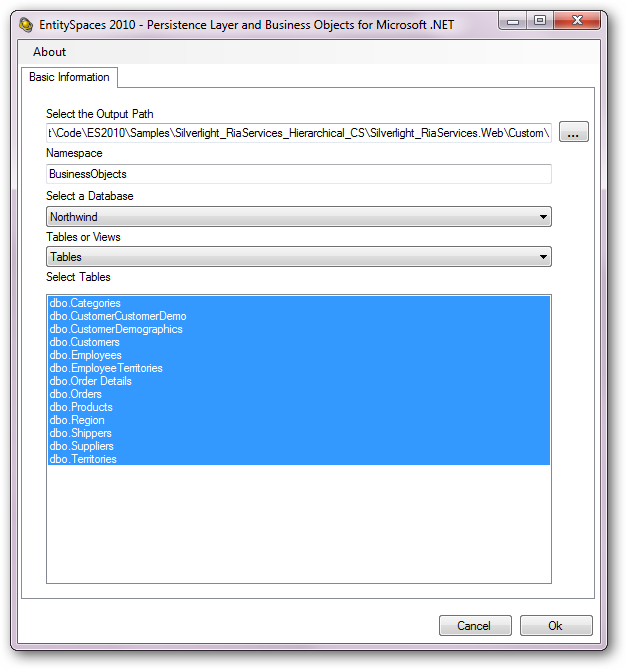 EntitySpaces 2010 - Persistence Layer and Business Objects for Microsoft .NET
About
Basic Information
Select the Output Path
t\Code\ES2010\Samples\Silverlight_RiaServices_Hierarchical_CS\Silverlight_RiaServices.Web\Custom\
...
Namespace
BusinessObjects
Select a Database
Northwind
Tables or Views
Tables
Select Tables
dbo.Categories
dbo.CustomerCustomerDemo
dbo.CustomerDemographics
dbo.Customers
dbo.Employees
dbo.EmployeeTerritories
dbo.Order Details
dbo.Orders
dbo.Products
dbo.Region
dbo.Shippers
dbo.Suppliers
dbo.Territories
Cancel
Ok